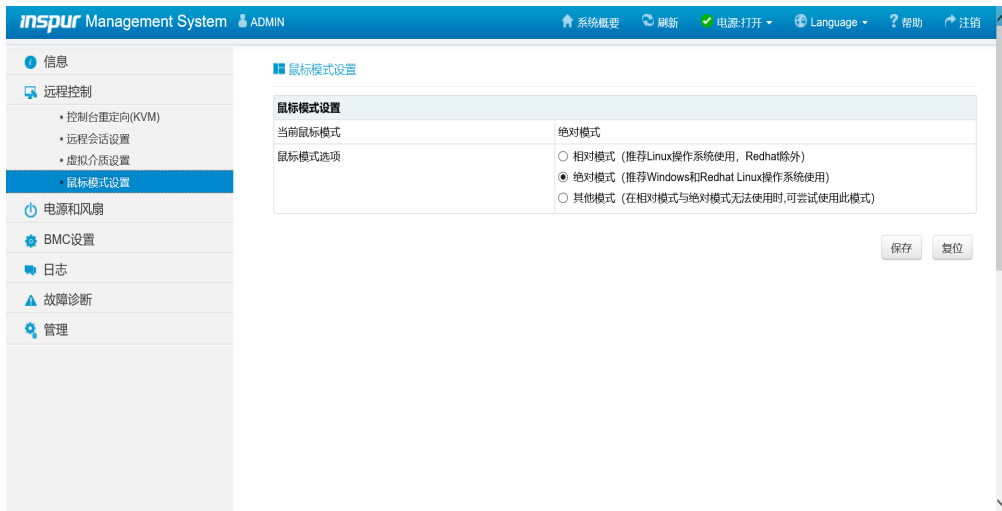 inspur Management System ADMIN 系统概要 刷新 电源:打开 Language 帮助 注销
信息
远程控制
• 控制台重定向(KVM)
• 远程会话设置
• 虚拟介质设置
• 鼠标模式设置
电源和风扇
BMC设置
日志
故障诊断
管理
鼠标模式设置
鼠标模式设置
当前鼠标模式 绝对模式
鼠标模式选项 相对模式（推荐Linux操作系统使用，Redhat除外）
绝对模式（推荐Windows和Redhat Linux操作系统使用）
其他模式（在相对模式与绝对模式无法使用时,可尝试使用此模式）
保存 复位